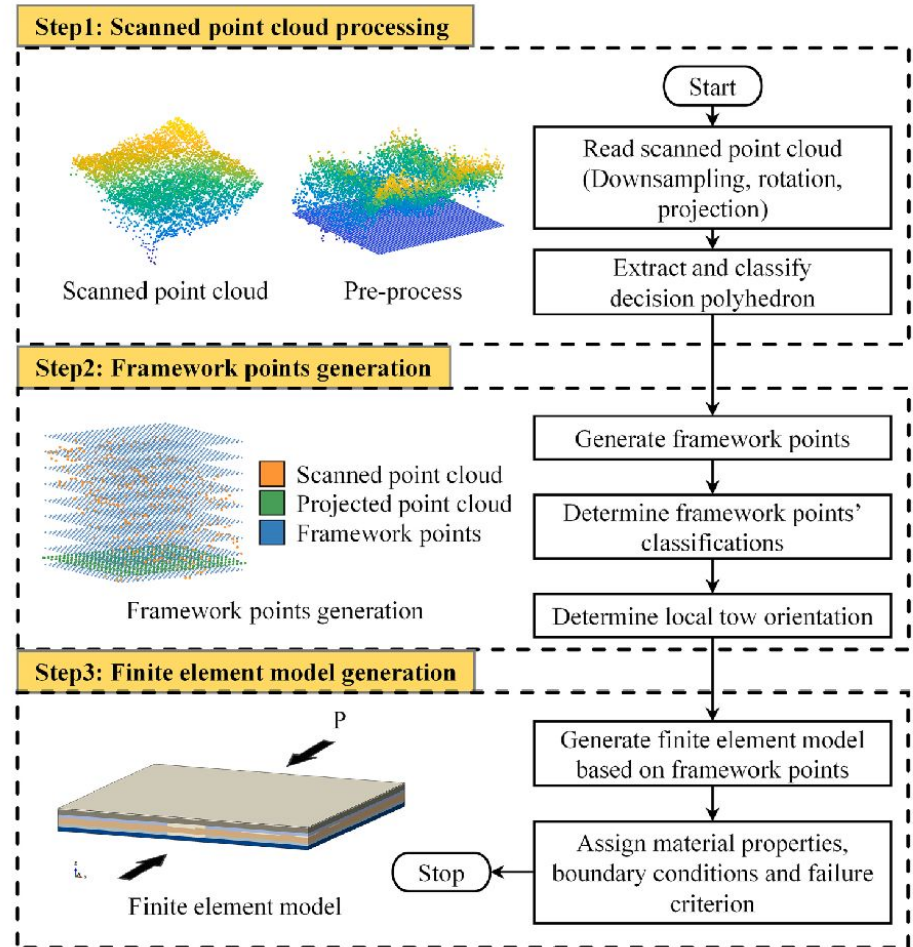 Step1: Scanned point cloud processing
Start
Read scanned point cloud
(Downsampling, rotation,
projection)
Extract and classify
decision polyhedron
Scanned point cloud
Pre-process
Step2: Framework points generation
Scanned point cloud
Projected point cloud
Framework points
Framework points generation
Generate framework points
Determine framework points’
classifications
Determine local tow orientation
Step3: Finite element model generation
P
Finite element model
Generate finite element model
based on framework points
Assign material properties,
boundary conditions and failure
criterion
Stop